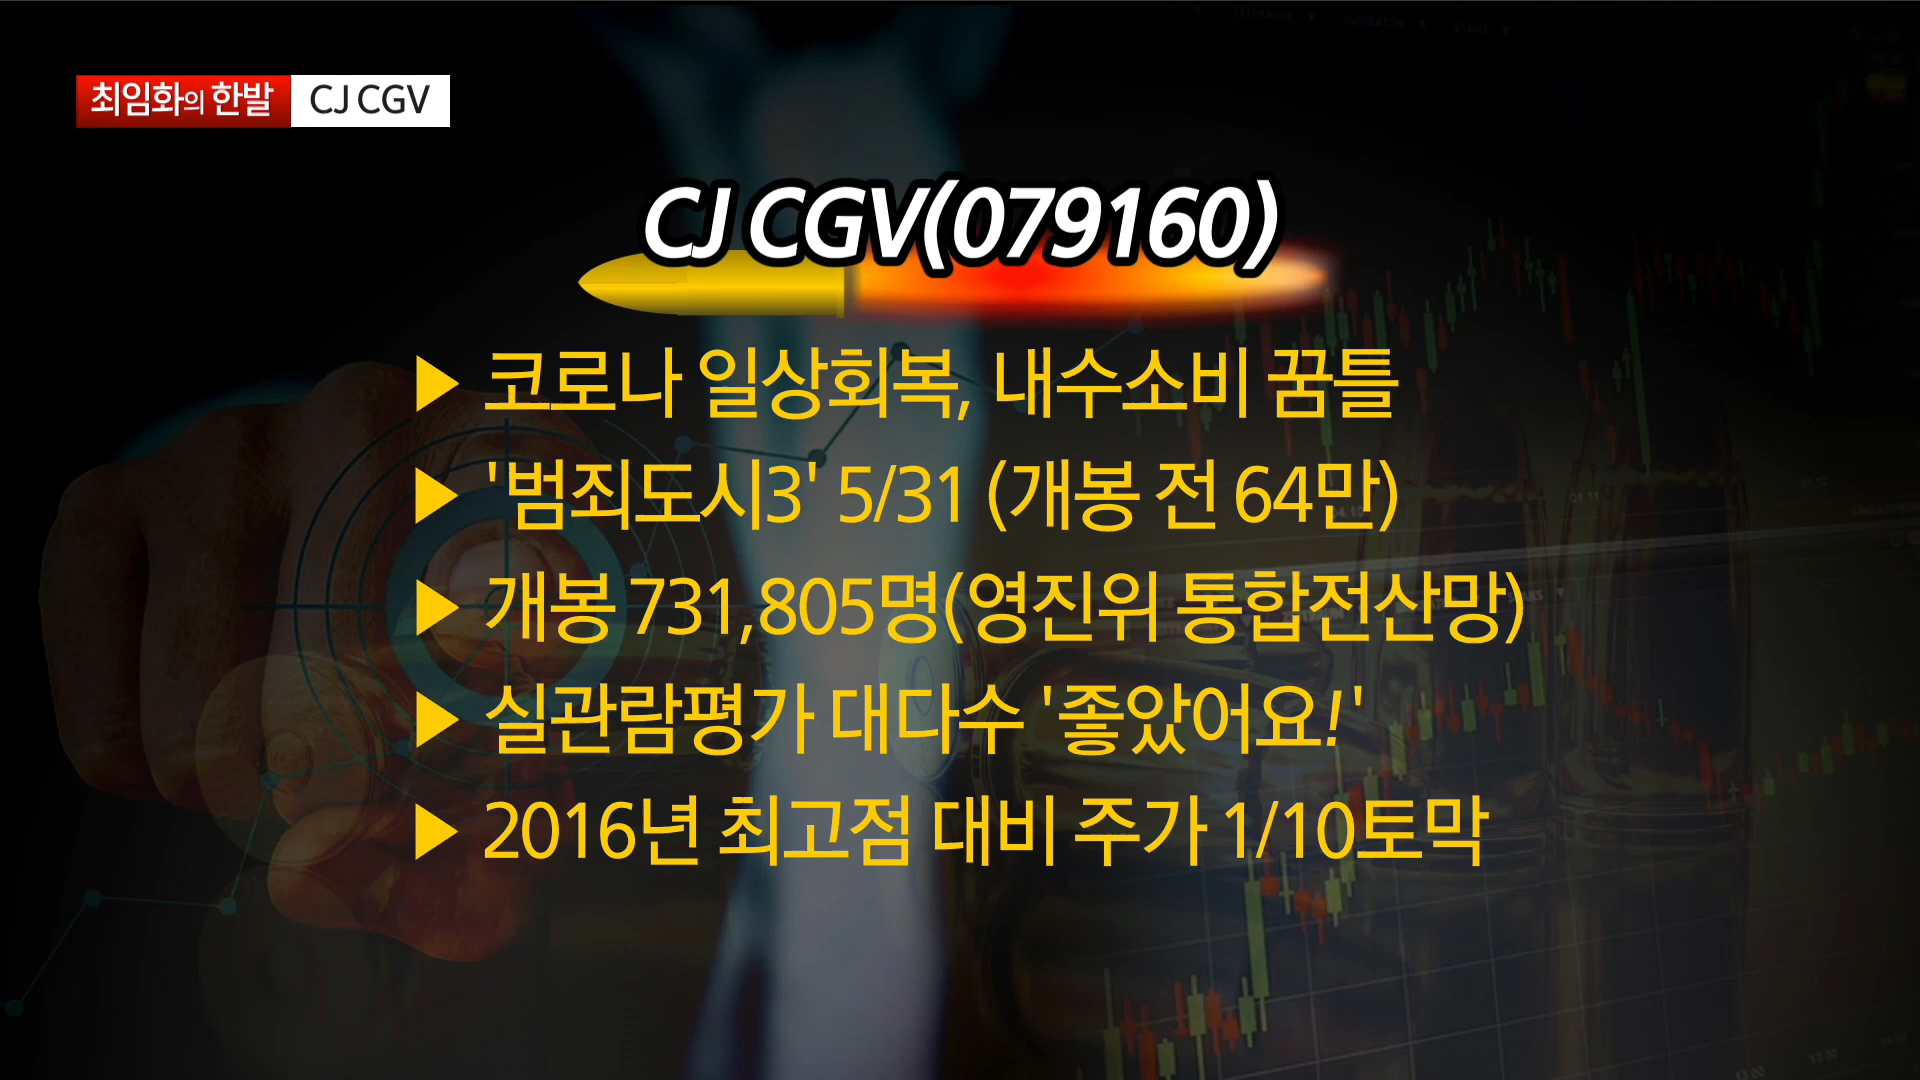 최임화의 한발 CJ CGV
CJ CGV(079160)
▶ 코로나 일상회복, 내수소비 꿈틀
▶ '범죄도시3' 5/31 (개봉 전 64만)
▶ 개봉 731,805명(영진위 통합전산망)
▶ 실관람평가 대다수 '좋았어요!'
▶ 2016년 최고점 대비 주가 1/10토막